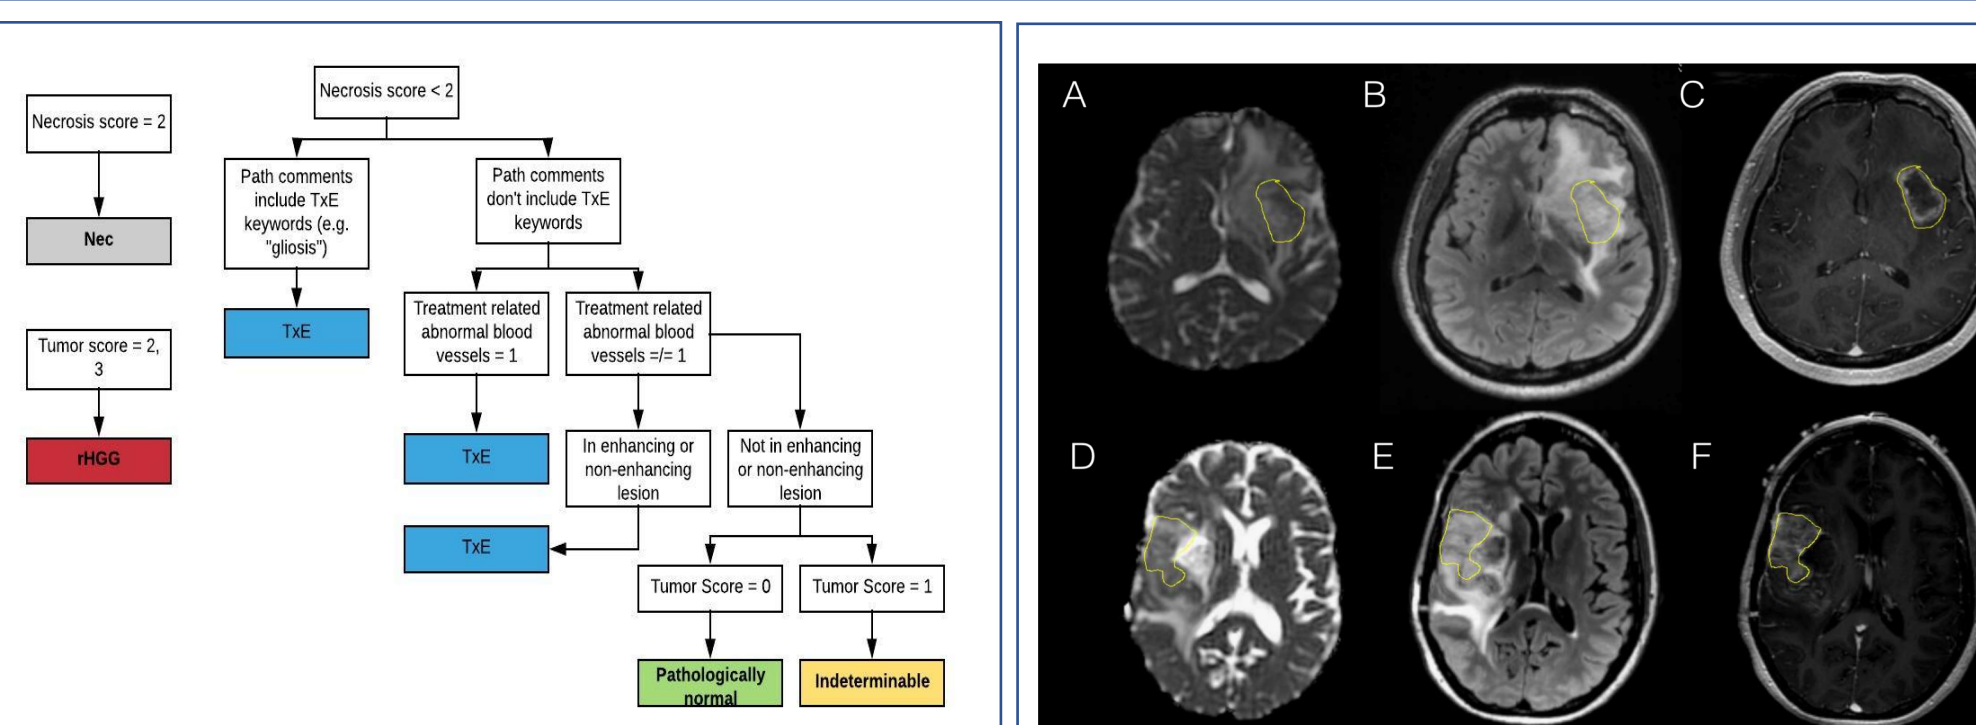 Necrosis score = 2
Nec
Tumor score = 2,
3
rHGG
Necrosis score < 2
Path comments
include TxE
keywords (e.g.
"gliosis")
TxE
Path comments
don't include TxE
keywords
Treatment related
abnormal blood
vessels = 1
TxE
Treatment related
abnormal blood
vessels =/= 1
In enhancing or
non-enhancing
lesion
TxE
Not in enhancing
or non-enhancing
lesion
Tumor Score = 0
Pathologically
normal
Tumor Score = 1
Indeterminable
A
B
C
D
E
F